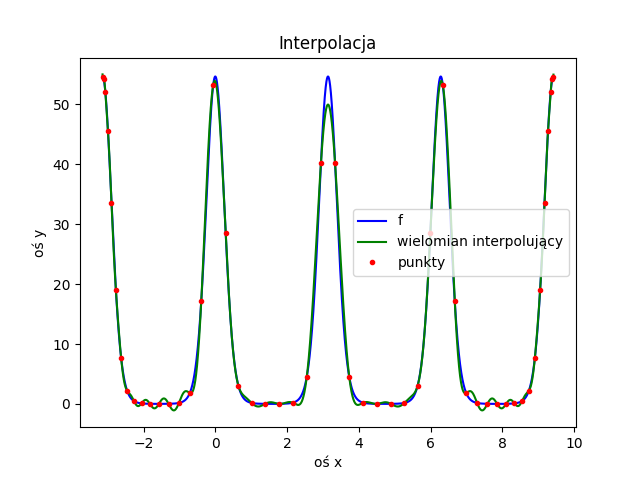 Interpolacja
oś y
50
40
30
20
10
0
f
wielomian interpolujący
punkty
−2
0
2
4
6
8
10
oś x